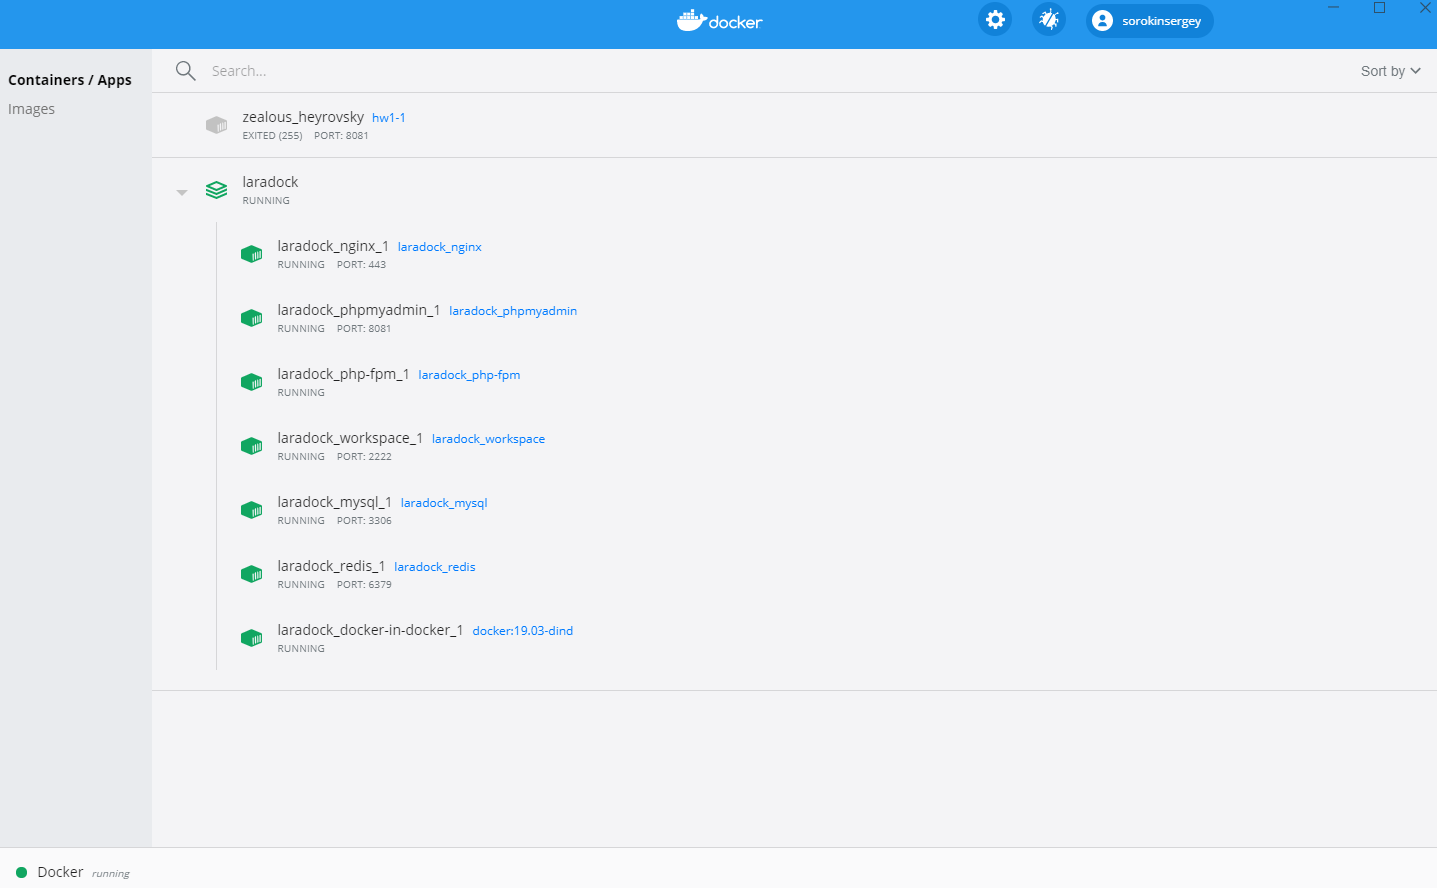 docker
sorokinsergey
Containers / Apps
Images
Search...
Sort by
zealous_heyrovsky hw1-1
EXITED (255) PORT: 8081
laradock
RUNNING
laradock_nginx_1 laradock_nginx
RUNNING PORT: 443
laradock_phpmyadmin_1 laradock_phpmyadmin
RUNNING PORT: 8081
laradock_php-fpm_1 laradock_php-fpm
RUNNING
laradock_workspace_1 laradock_workspace
RUNNING PORT: 2222
laradock_mysql_1 laradock_mysql
RUNNING PORT: 3306
laradock_redis_1 laradock_redis
RUNNING PORT: 6379
laradock_docker-in-docker_1 docker:19.03-dind
RUNNING
Docker running